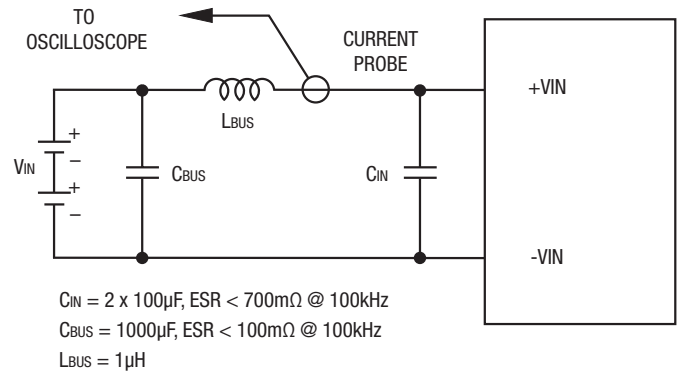 TO
OSCILLOSCOPE
CURRENT
PROBE
+VIN
LBUS
+
−
VIN
+
−
CBUS
CIN
-VIN
CIN = 2 x 100µF, ESR < 700mΩ @ 100kHz
CBUS = 1000µF, ESR < 100mΩ @ 100kHz
LBUS = 1µH